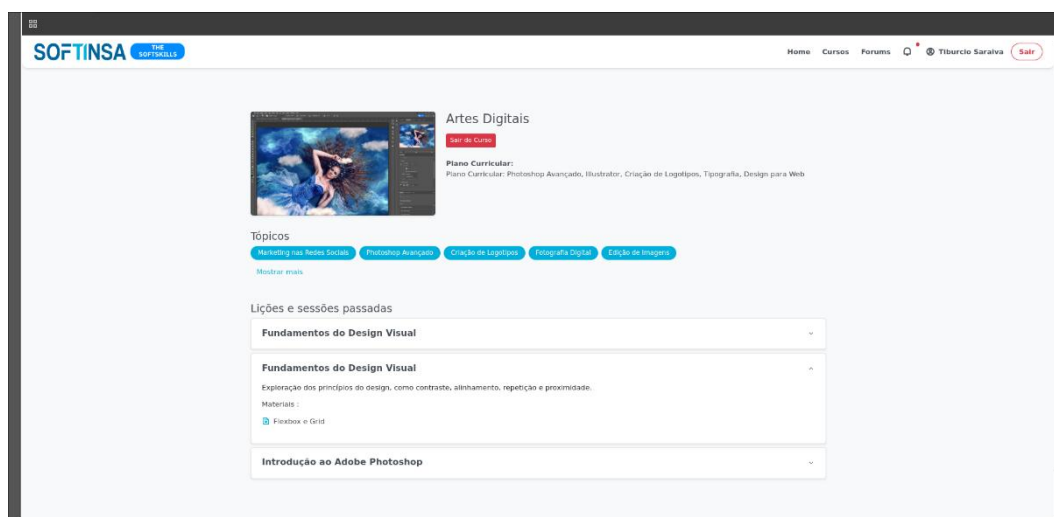 SOFTINSA THE SOFTSKILLS
Home Cursos Forums Tiburcio Saraiva Sair
Artes Digitais
Sair do Curso
Plano Curricular:
Plano Curricular: Photoshop Avançado, Illustrator, Criação de Logotipos, Tipografia, Design para Web
Tópicos
Marketing nas Redes Sociais Photoshop Avançado Criação de Logotipos Fotografia Digital Edição de Imagens
Mostrar mais
Lições e sessões passadas
Fundamentos do Design Visual
Fundamentos do Design Visual
Exploração dos princípios do design, como contraste, alinhamento, repetição e proximidade.
Materiais :
Flexbox e Grid
Introdução ao Adobe Photoshop